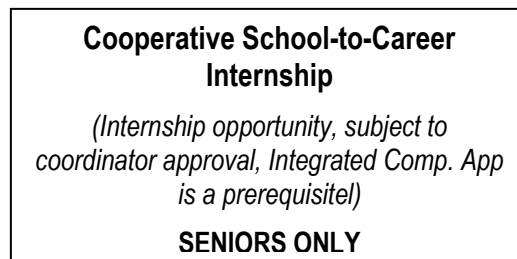 Cooperative School-to-Career
Internship
(Internship opportunity, subject to
coordinator approval, Integrated Comp. App
is a prerequisitel)
SENIORS ONLY